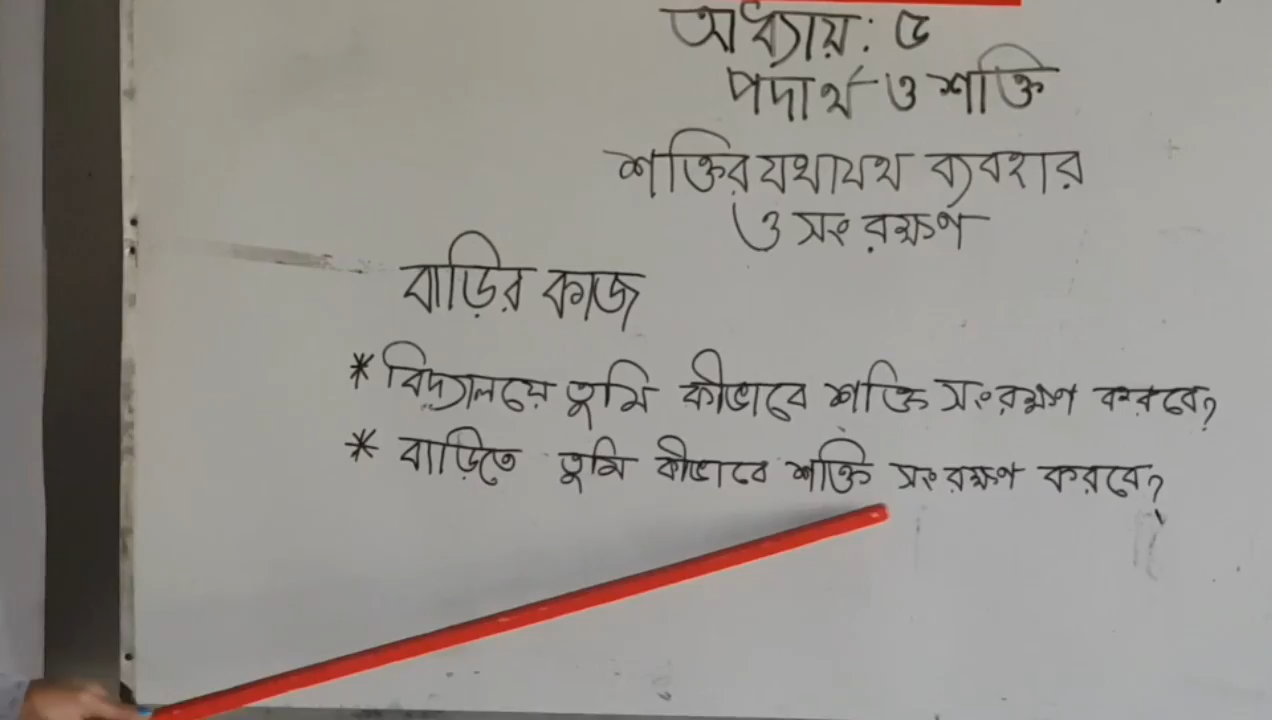 অধ্যায়: ৫
পদার্থ ও শক্তি
শক্তির যথাযথ ব্যবহার
ও সংরক্ষণ
বাড়ির কাজ
* বিদ্যালয়ে তুমি কীভাবে শক্তি সংরক্ষণ করবে?
* বাড়িতে তুমি কীভাবে শক্তি সংরক্ষণ করবে?